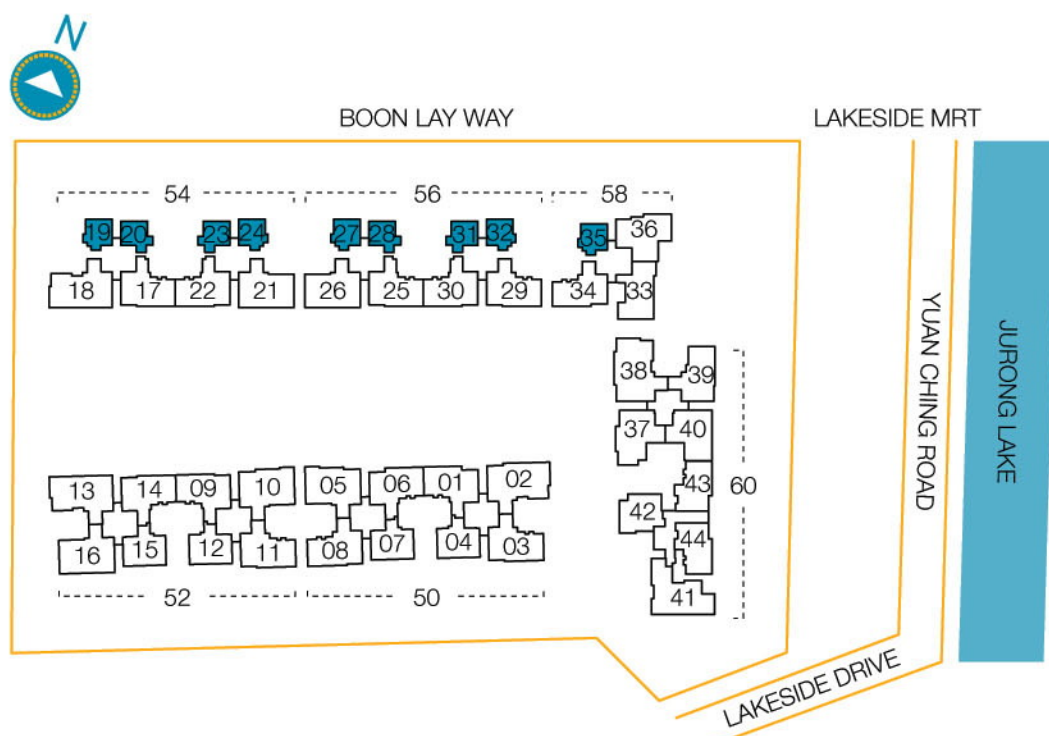 N
BOON LAY WAY
LAKESIDE MRT
54 56 58
19 20 23 24 27 28 31 32 35 36
18 17 22 21 26 25 30 29 34 33
38 39
37 40
43
42
44
41
60
13 14 09 10 05 06 01 02
16 15 12 11 08 07 04 03
52 50
YUAN CHING ROAD
JURONG LAKE
LAKESIDE DRIVE